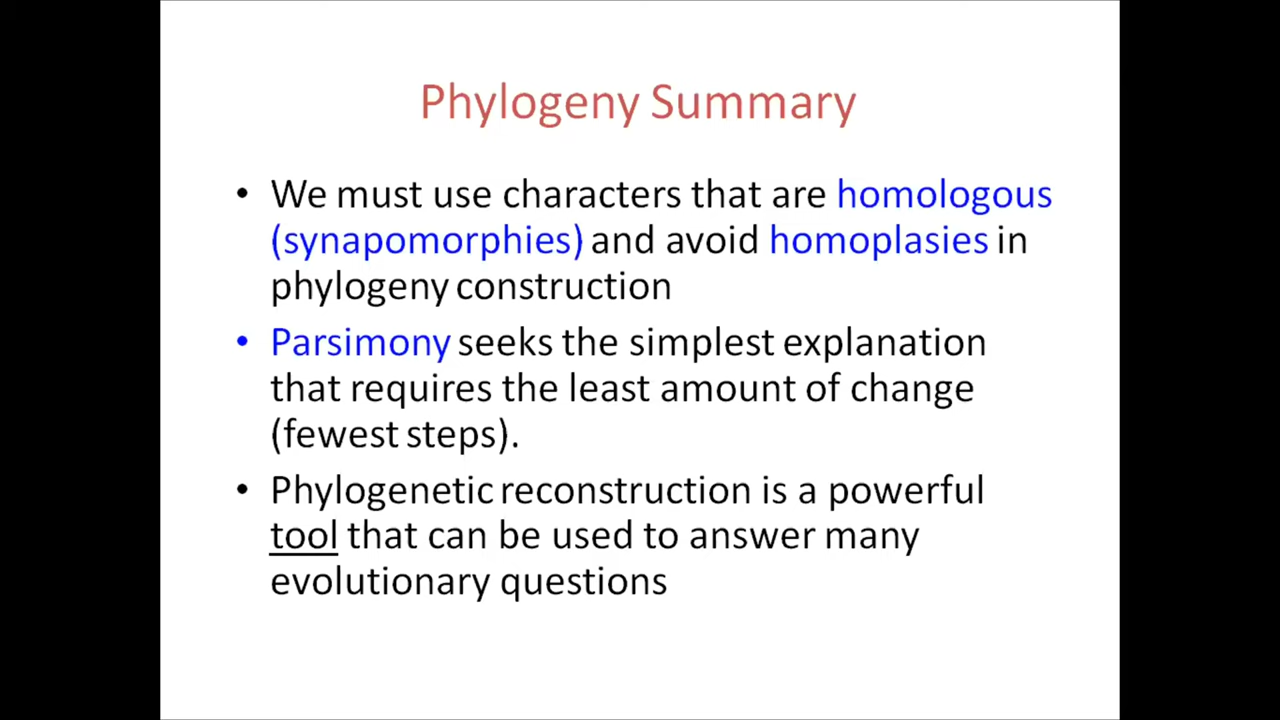 Phylogeny Summary
• We must use characters that are homologous
(synapomorphies) and avoid homoplasies in
phylogeny construction
• Parsimony seeks the simplest explanation
that requires the least amount of change
(fewest steps).
• Phylogenetic reconstruction is a powerful
tool that can be used to answer many
evolutionary questions